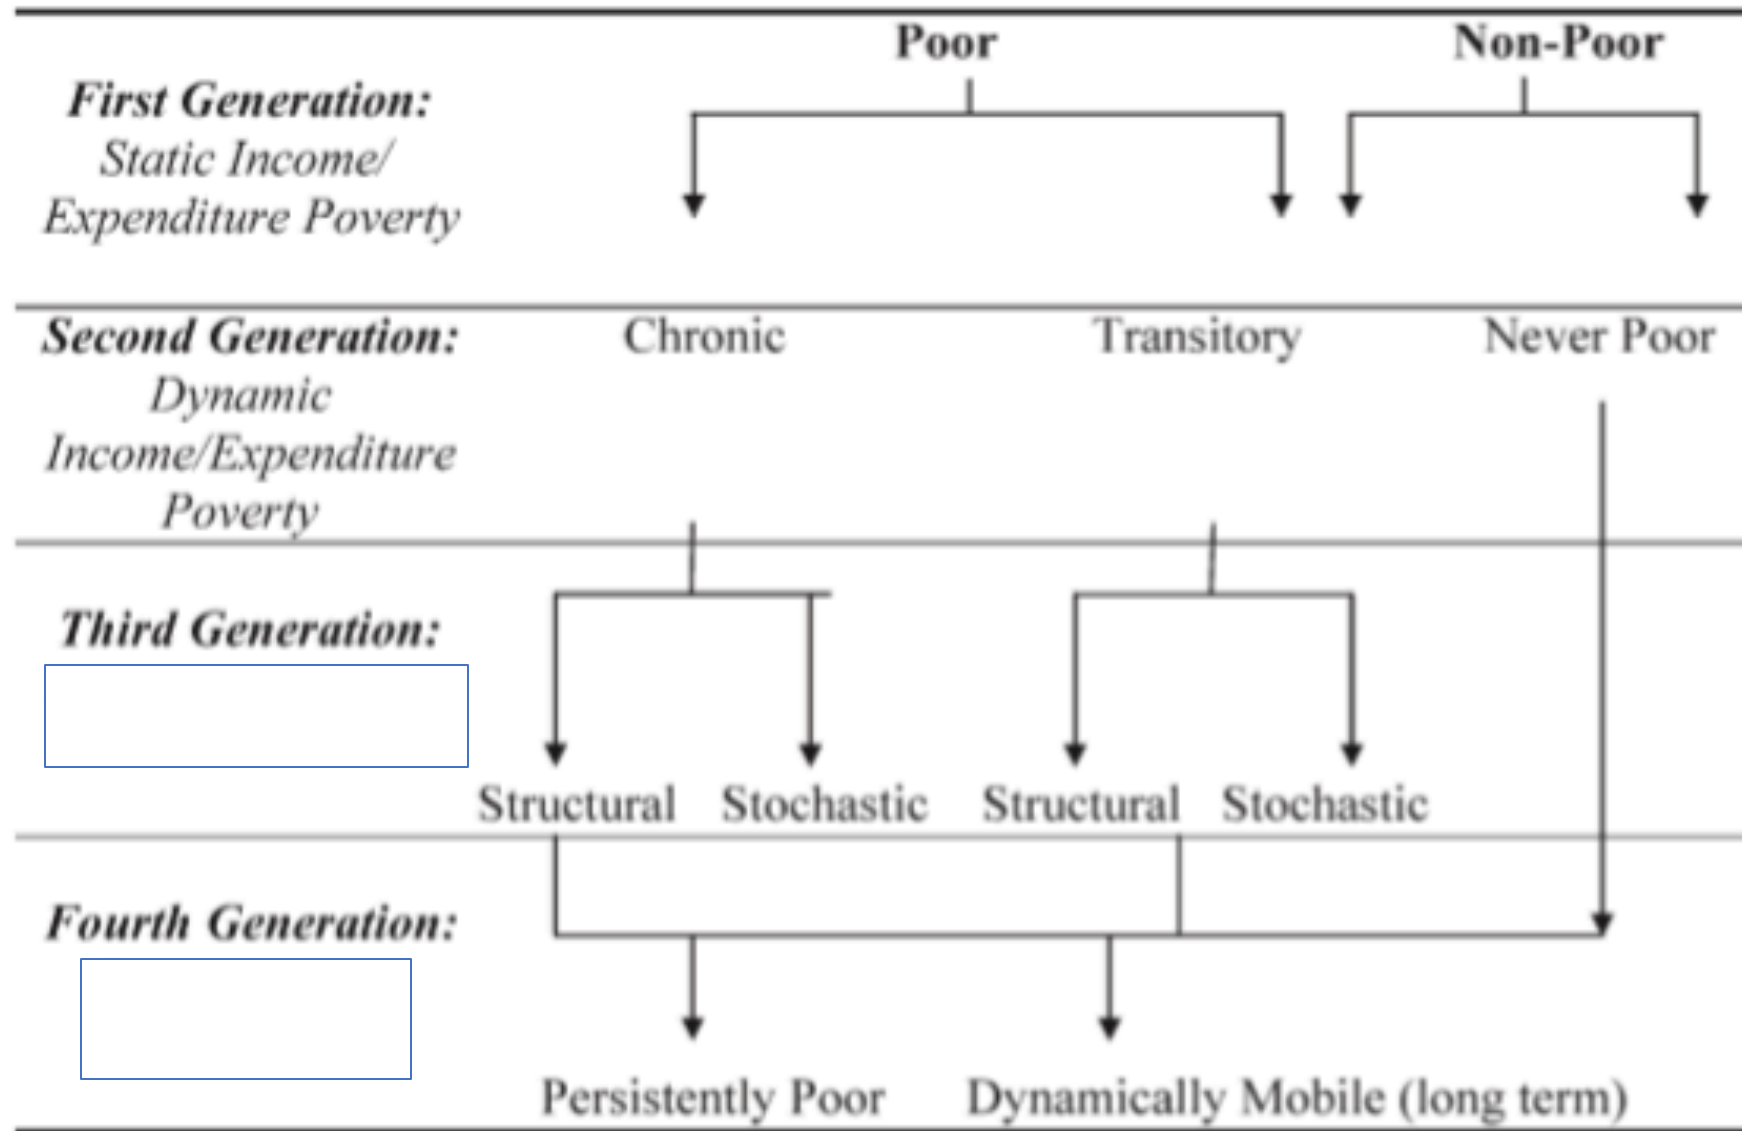 Poor Non-Poor
First Generation:
Static Income/
Expenditure Poverty
Second Generation: Chronic Transitory Never Poor
Dynamic
Income/Expenditure
Poverty
Third Generation:
Structural Stochastic Structural Stochastic
Fourth Generation:
Persistently Poor Dynamically Mobile (long term)